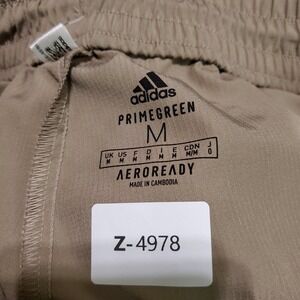 adidas
PRIMEGREEN
M
UK US F D I E CDN J
M M M M M M M/M O
AEROREADY
MADE IN CAMBODIA
Z-4978